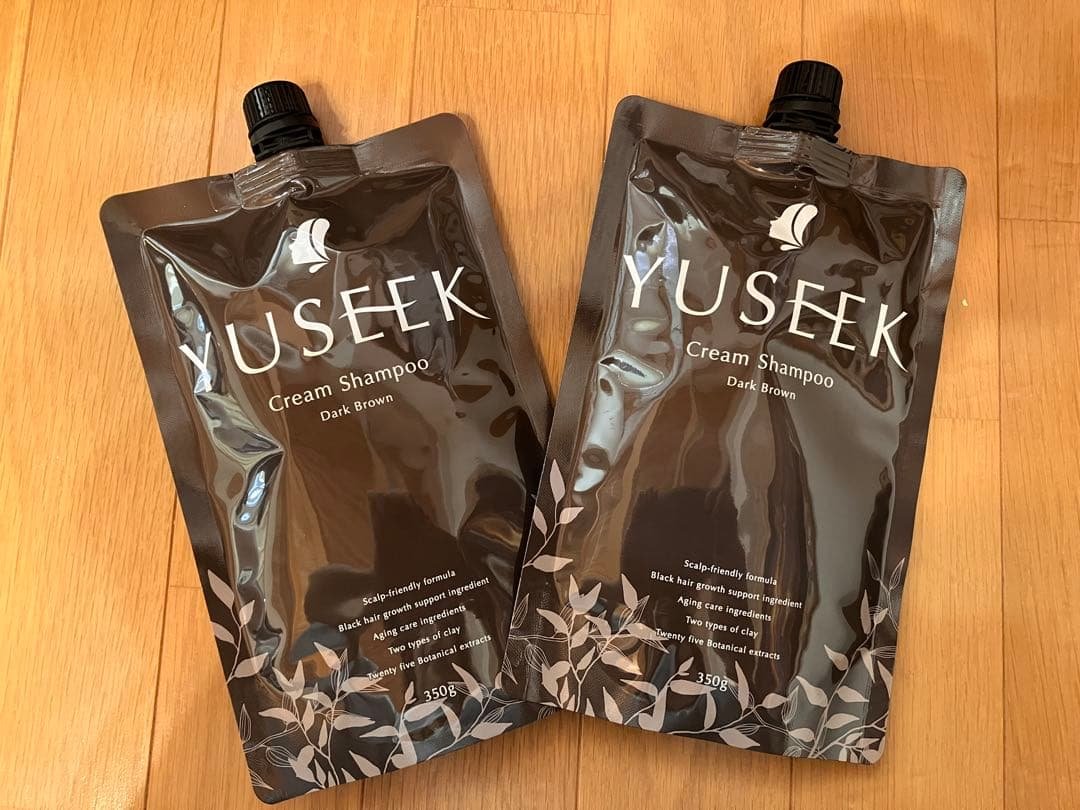 YUSEEK
Cream Shampoo
Dark Brown
Scalp-friendly formula
Black hair growth support ingredient
Aging care ingredients
Two types of clay
Twenty five Botanical extracts
350g
YUSEEK
Cream Shampoo
Dark Brown
Scalp-friendly formula
Black hair growth support ingredient
Aging care ingredients
Two types of clay
Twenty five Botanical extracts
350g